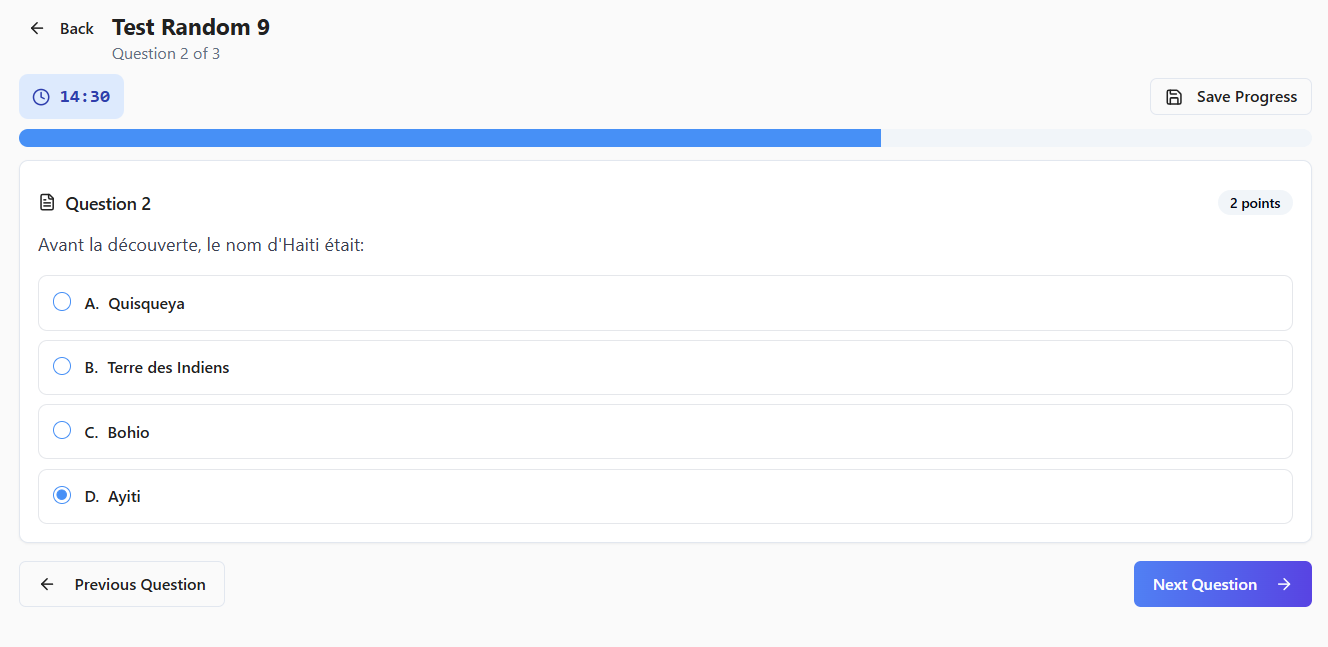 Back
Test Random 9
Question 2 of 3
14:30
Save Progress
Question 2
2 points
Avant la découverte, le nom d'Haiti était:
A. Quisqueya
B. Terre des Indiens
C. Bohio
D. Ayiti
Previous Question
Next Question